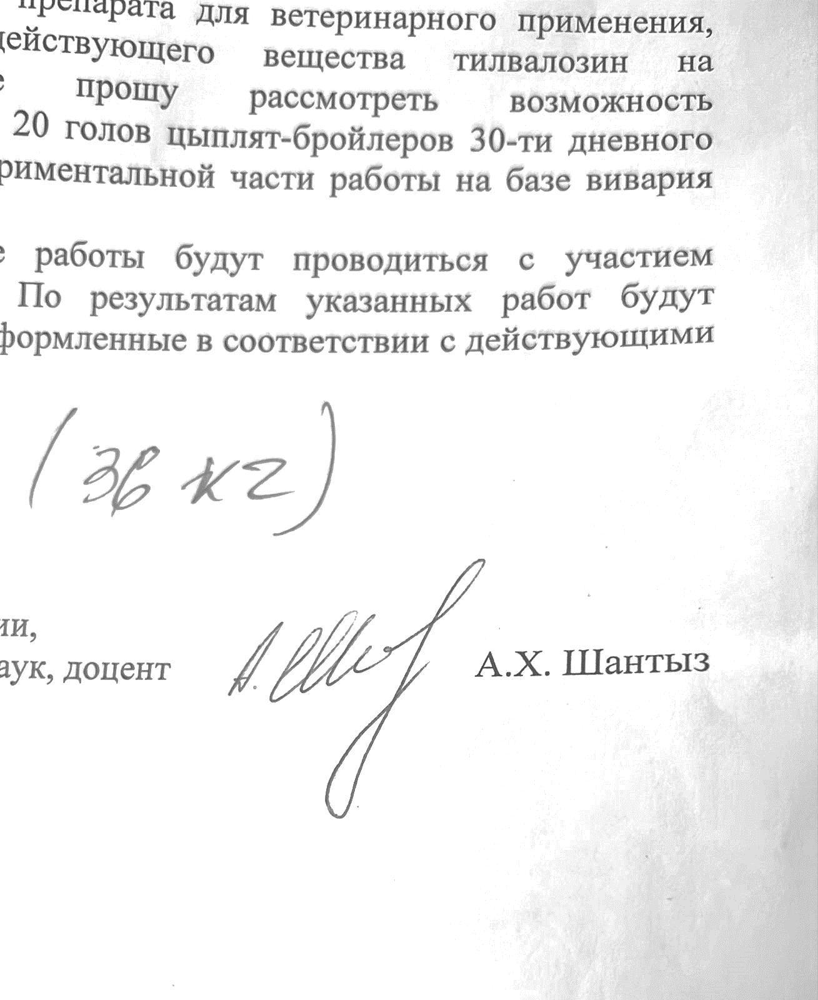 препарата для ветеринарного применения,
действующего вещества тилвалозин на
е прошу рассмотреть возможность
20 голов цыплят-бройлеров 30-ти дневного
риментальной части работы на базе вивария
е работы будут проводиться с участием
По результатам указанных работ будут
формленные в соответствии с действующими
(36 кг)
ии,
аук, доцент А.Х. Шантыз